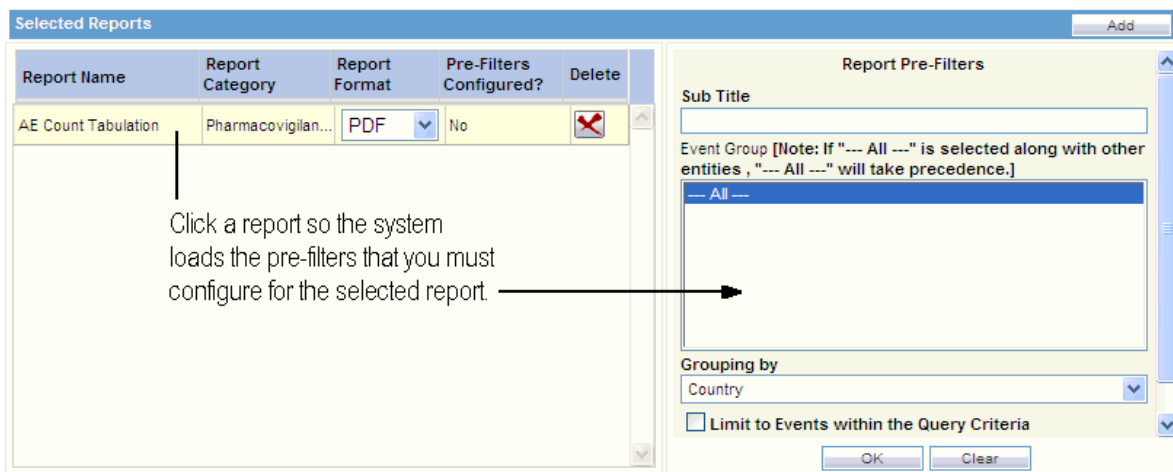 Selected Reports
Add
Report Name
Report Category
Report Format
Pre-Filters Configured?
Delete
AE Count Tabulation
Pharmacovigilan...
PDF
No
Click a report so the system
loads the pre-filters that you must
configure for the selected report.
Report Pre-Filters
Sub Title
Event Group [Note: If "--- All ---" is selected along with other
entities , "--- All ---" will take precedence.]
--- All ---
Grouping by
Country
Limit to Events within the Query Criteria
OK
Clear